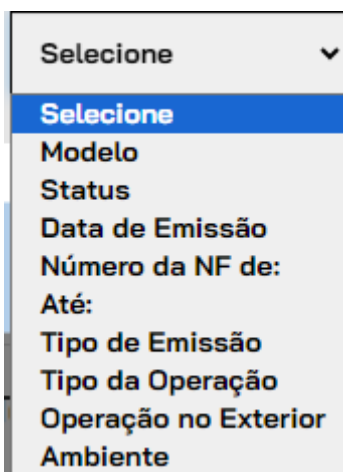 Selecione
Selecione
Modelo
Status
Data de Emissão
Número da NF de:
Até:
Tipo de Emissão
Tipo da Operação
Operação no Exterior
Ambiente